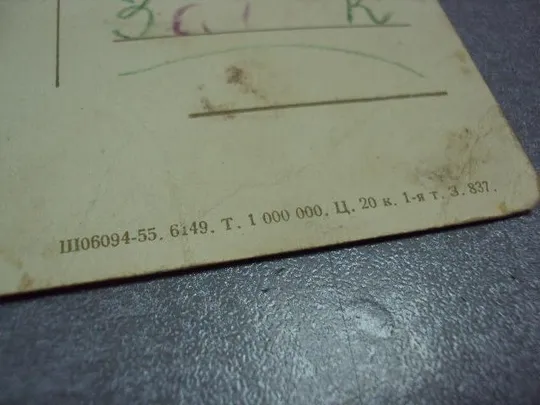 Ш06094-55. 6149. Т. 1 000 000. Ц. 20 к. 1-я т. З. 837.